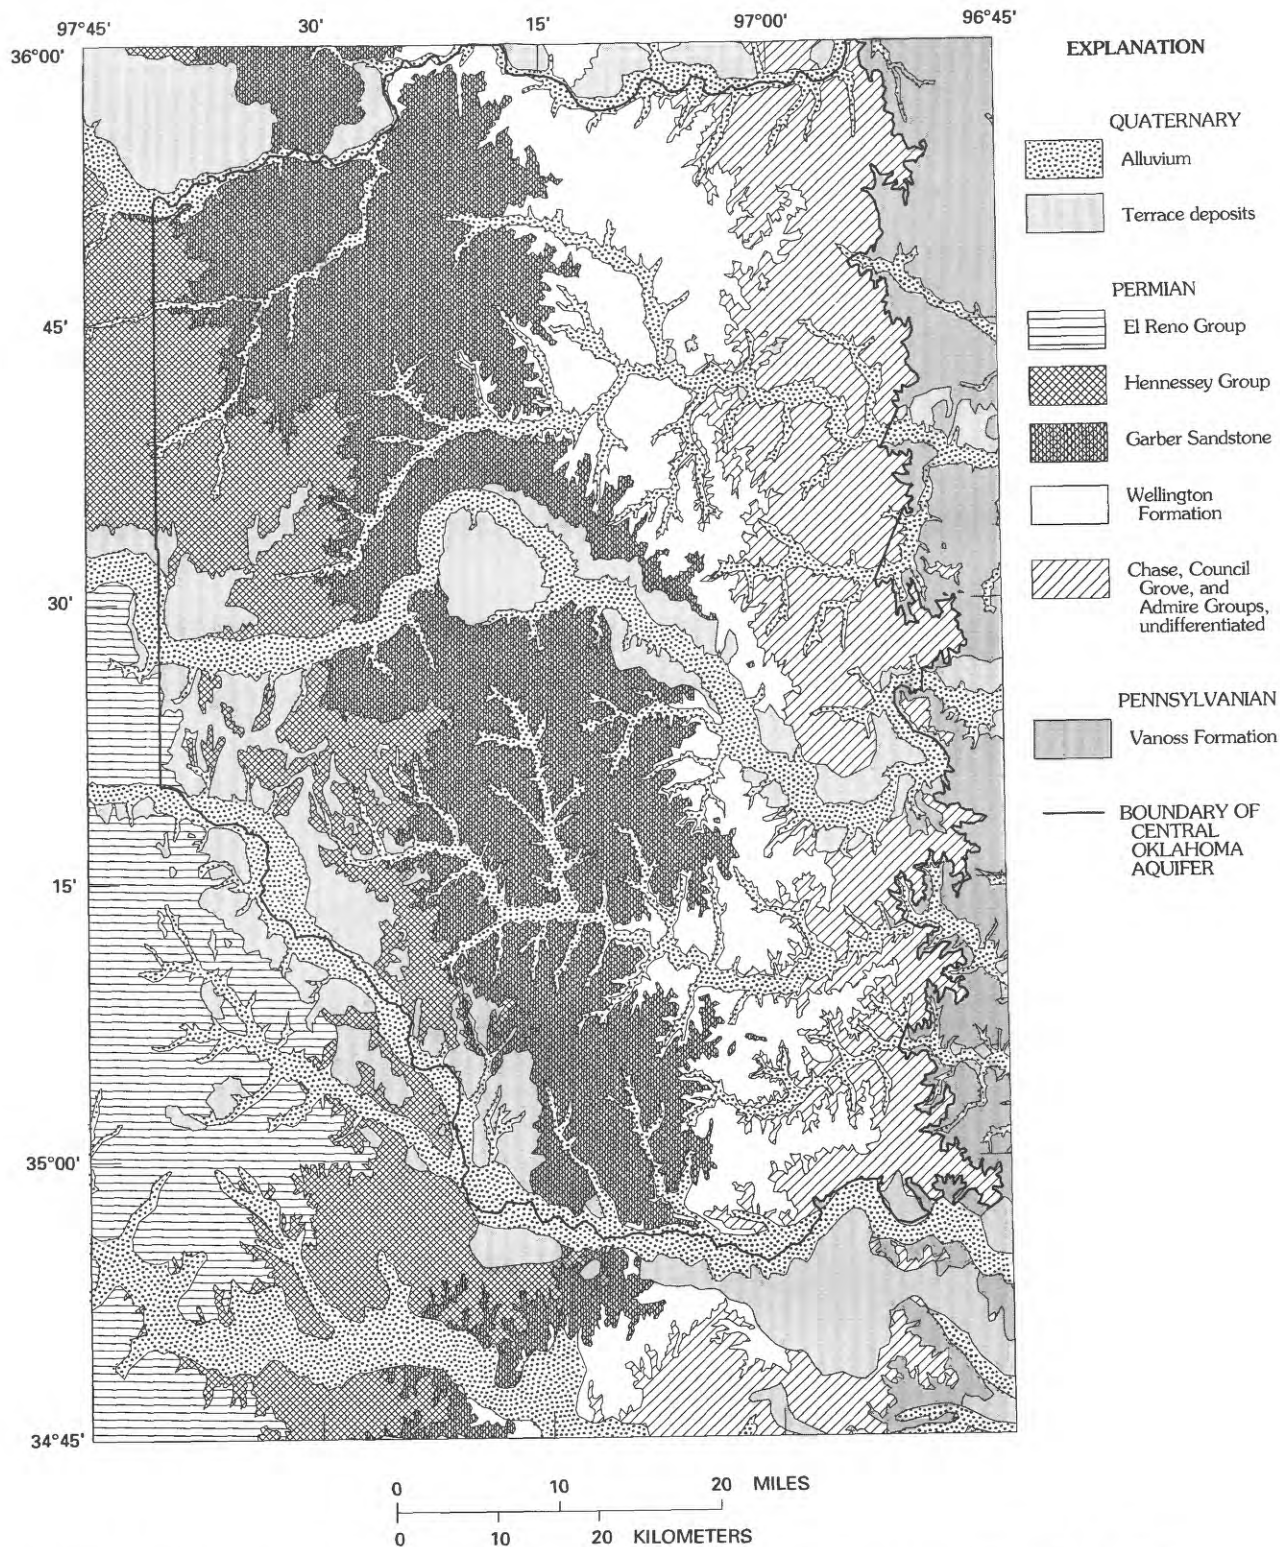 97°45'
30'
15'
97°00'
96°45'
36°00'
45'
30'
15'
35°00'
34°45'
EXPLANATION
QUATERNARY
Alluvium
Terrace deposits
PERMIAN
El Reno Group
Hennessey Group
Garber Sandstone
Wellington
Formation
Chase, Council
Grove, and
Admire Groups,
undifferentiated
PENNSYLVANIAN
Vanoss Formation
BOUNDARY OF
CENTRAL
OKLAHOMA
AQUIFER
0 10 20 MILES
0 10 20 KILOMETERS